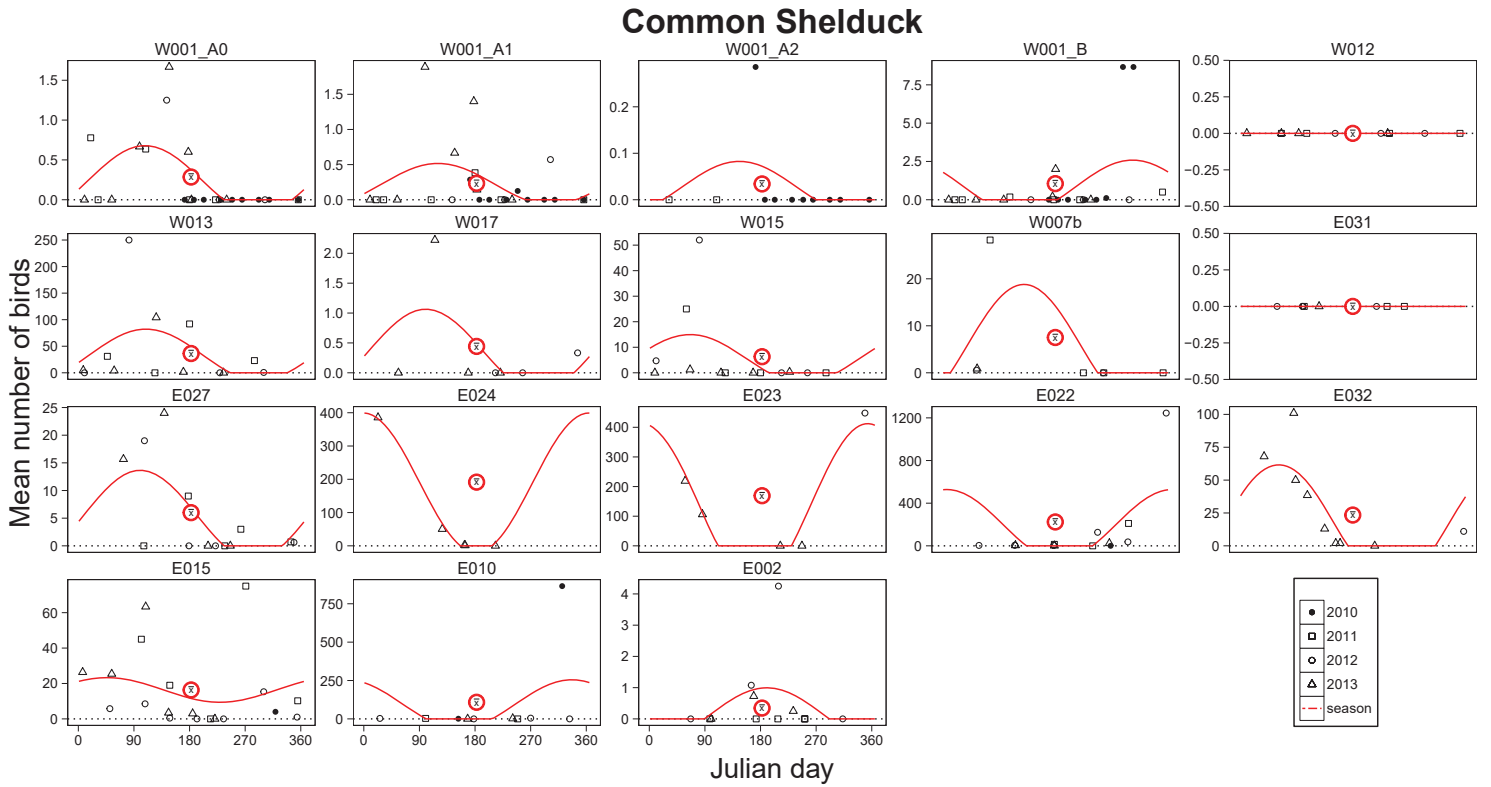 Common Shelduck
W001_A0 W001_A1 W001_A2 W001_B W012
1.5 1.0 0.5 0.0
1.5 1.0 0.5 0.0
0.2 0.1 0.0
7.5 5.0 2.5 0.0
0.50 0.25 0.00 −0.25 −0.50
x x x x x
W013 W017 W015 W007b E031
250 200 150 100 50 0
2.0 1.5 1.0 0.5 0.0
50 40 30 20 10 0
20 10 0
0.50 0.25 0.00 −0.25 −0.50
x x x x x
E027 E024 E023 E022 E032
25 20 15 10 5 0
400 300 200 100 0
400 300 200 100 0
1200 800 400 0
100 75 50 25 0
x x x x x
E015 E010 E002
60 40 20 0
750 500 250 0
4 3 2 1 0
x x x
0 90 180 270 360 0 90 180 270 360 0 90 180 270 360
Mean number of birds
Julian day
2010
2011
2012
2013
season